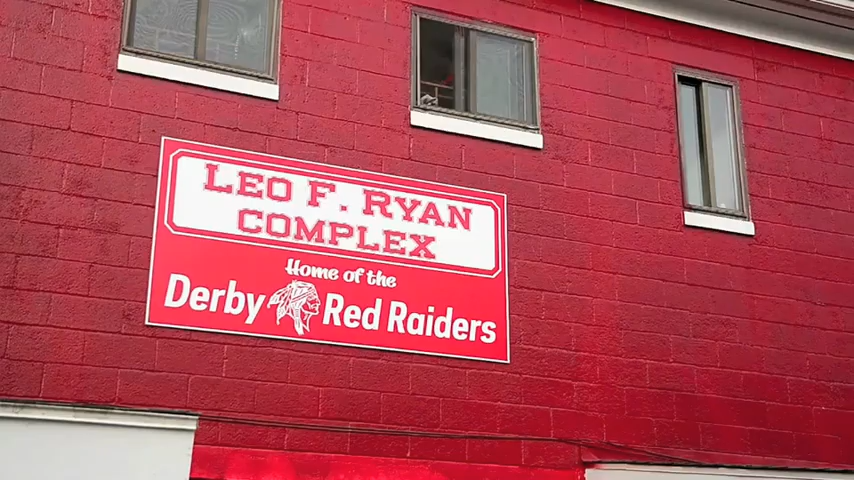 LEO F. RYAN
COMPLEX
Home of the
Derby Red Raiders